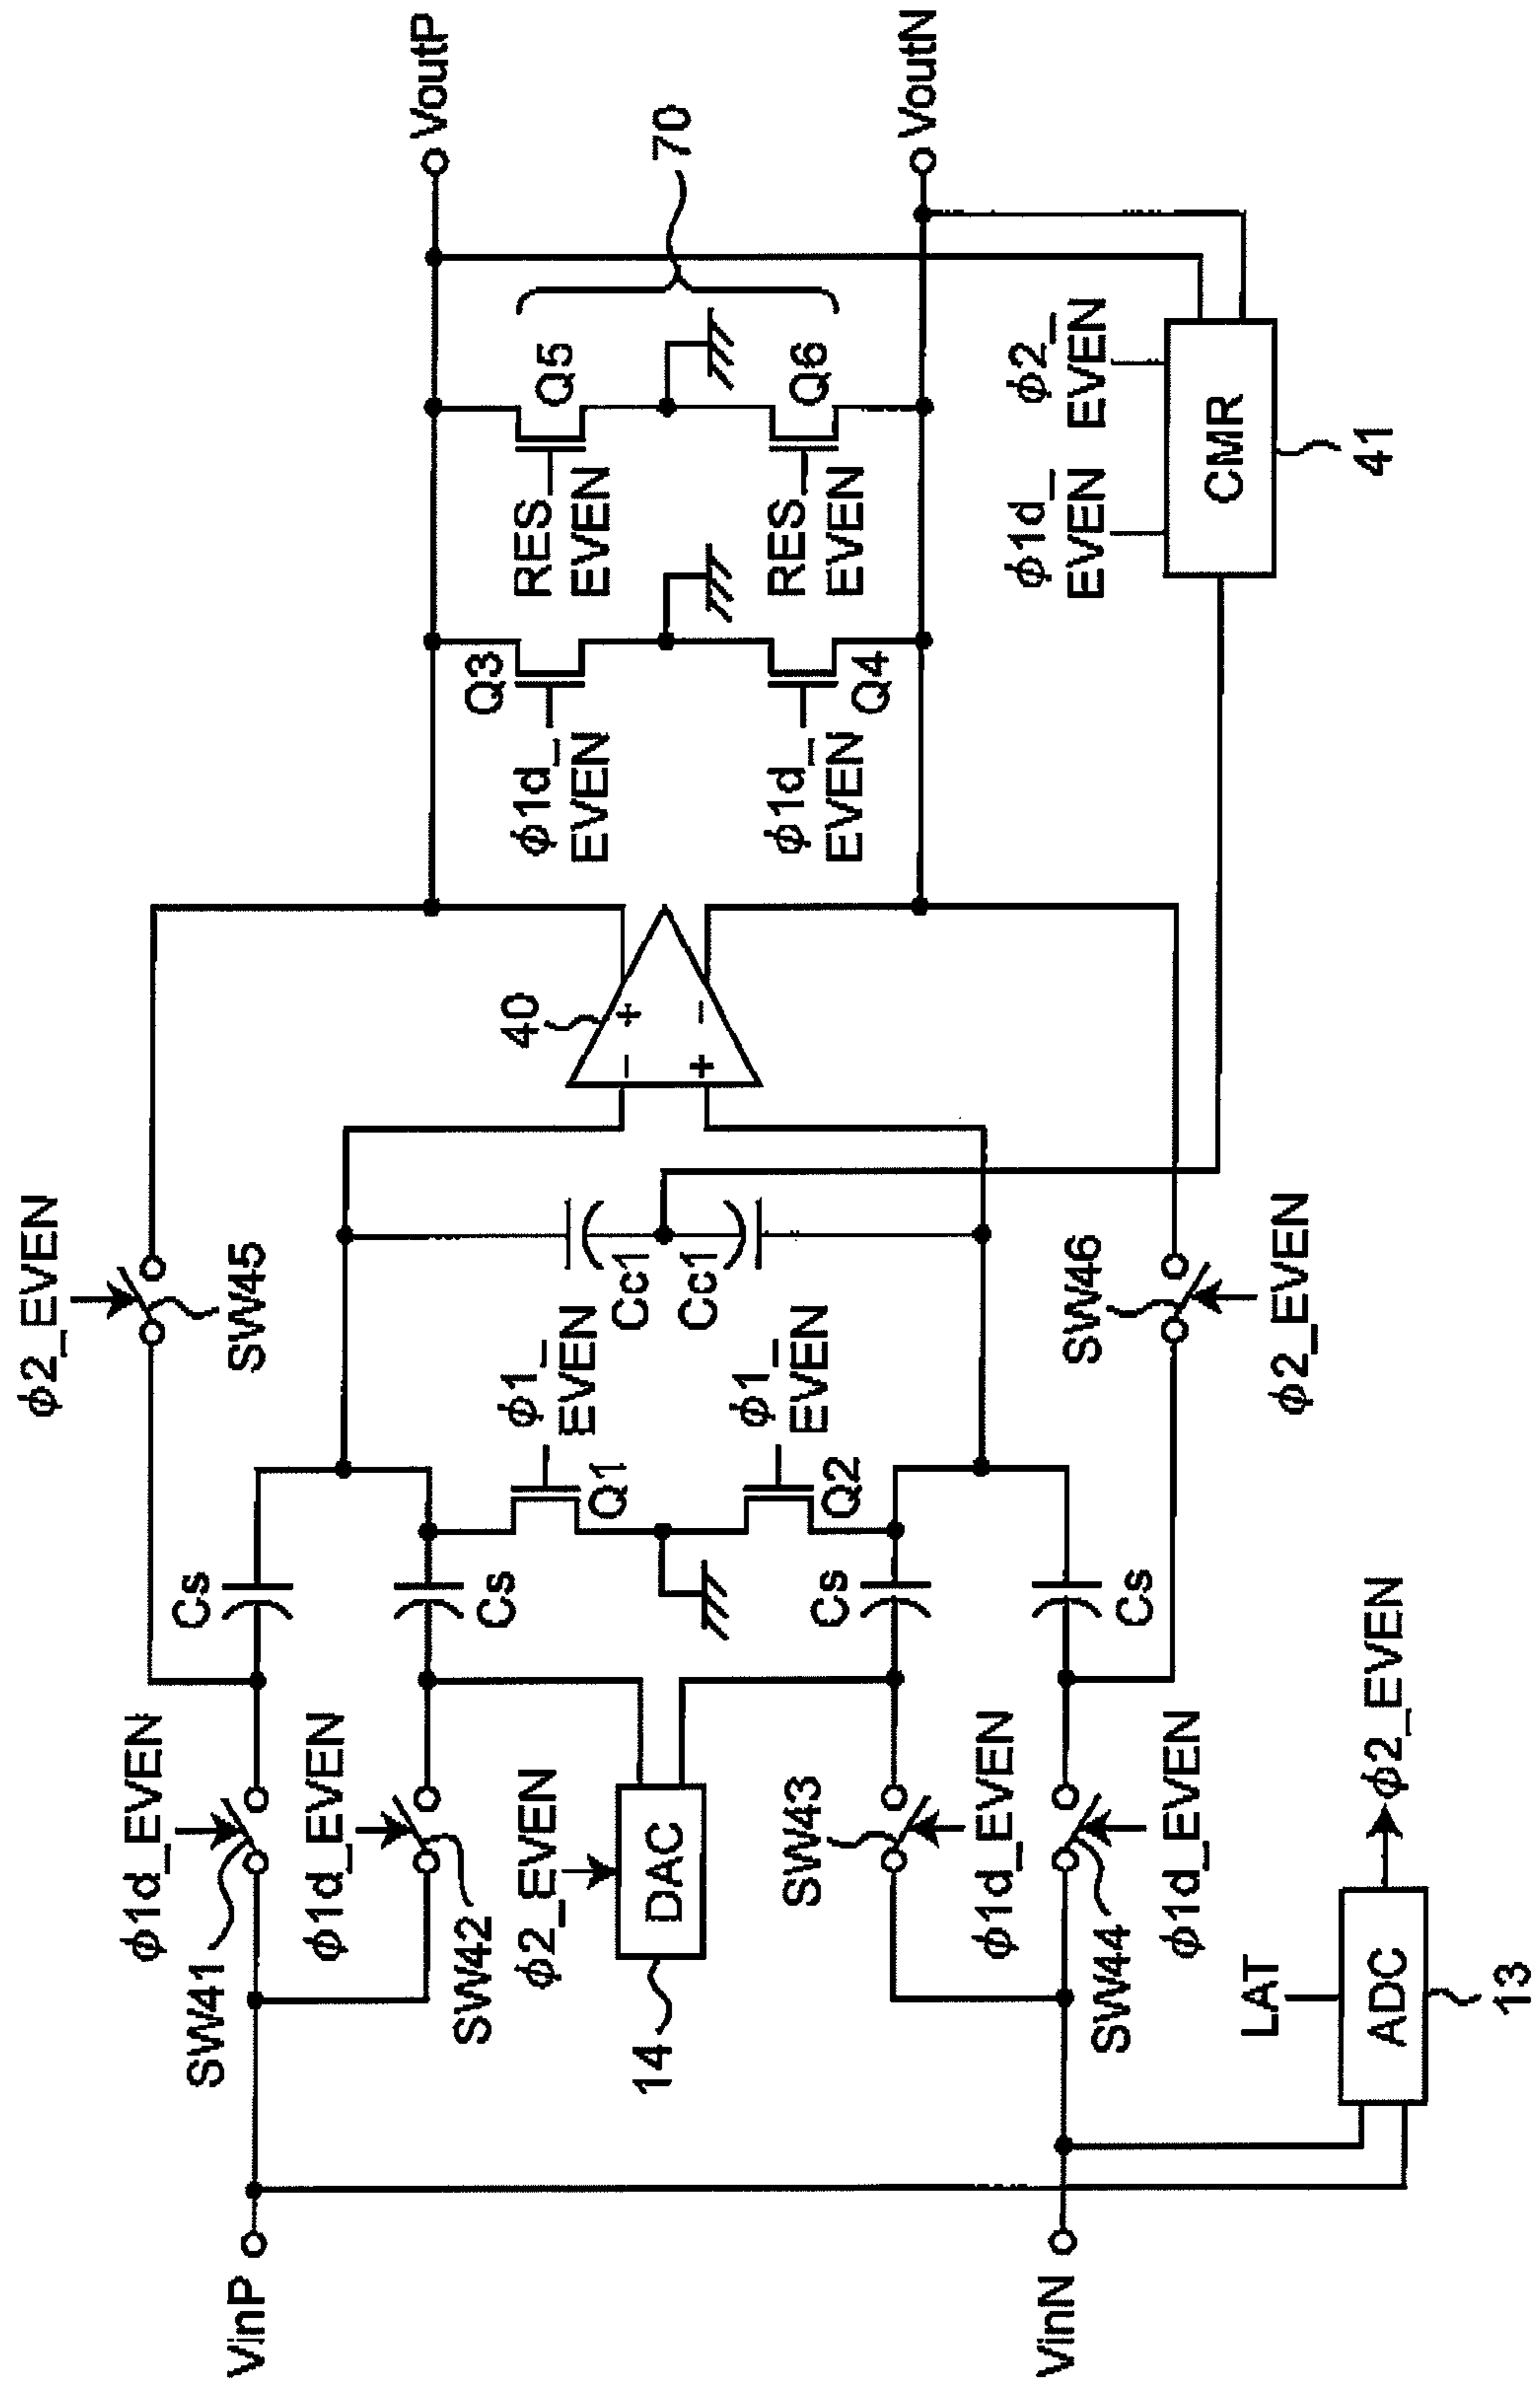 φ2_EVEN
SW45
φ1d_EVEN
SW41
φ1d_EVEN
SW42
Cs
Cs
VinP
φ2_EVEN
DAC
14
Q1
φ1_
EVEN
Q2
φ1_
EVEN
Cc1
Cc1
40
−
+
+
−
Q3
φ1d_
EVEN
Q4
φ1d_
EVEN
Q5
RES_
EVEN
Q6
RES_
EVEN
70
VoutP
VoutN
Cs
Cs
SW43
φ1d_EVEN
SW44
φ1d_EVEN
VinN
SW46
φ2_EVEN
LAT
ADC
13
φ2_EVEN
φ1d_
EVEN
φ2_
EVEN
CMR
41